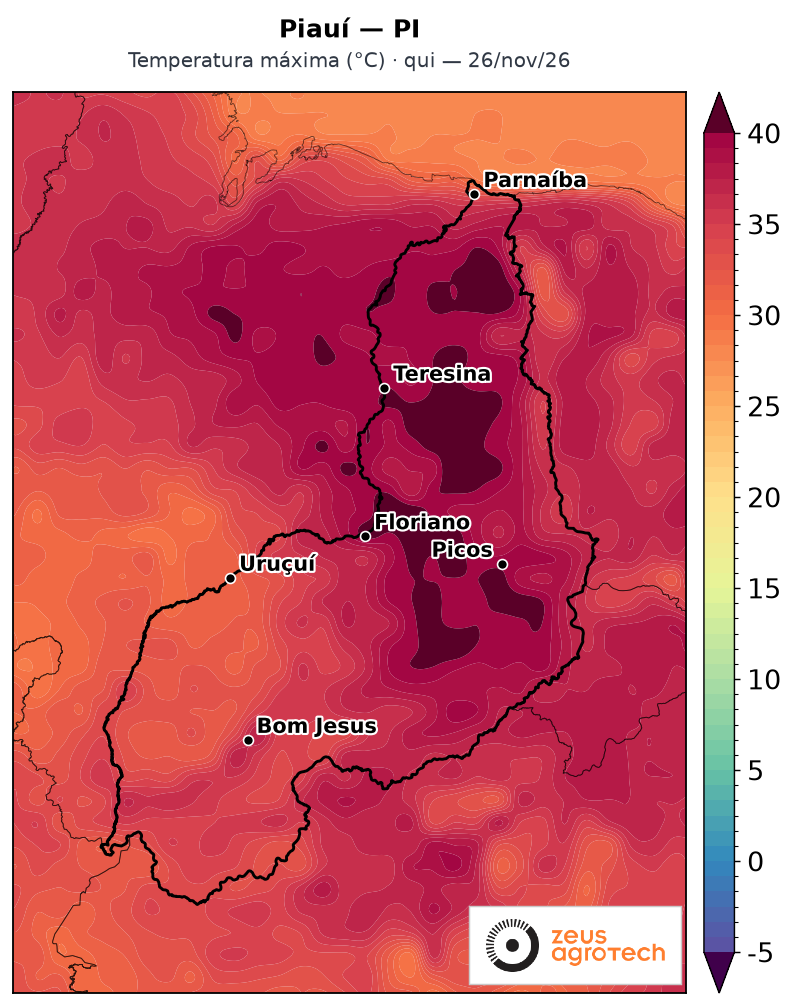 Piauí — PI
Temperatura máxima (°C) · qui — 26/nov/26
40
35
30
25
20
15
10
5
0
-5
Parnaíba
Teresina
Floriano
Picos
Uruçuí
Bom Jesus
zeus
agrotech